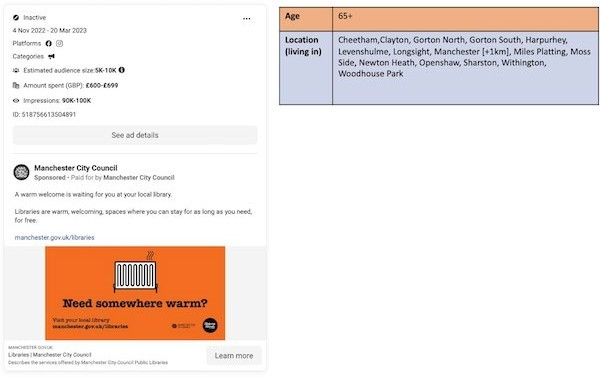 Inactive
4 Nov 2022 - 20 Mar 2023
Platforms
Categories
Estimated audience size:5K-10K
Amount spent (GBP): £600-£699
Impressions: 90K-100K
ID: 518756613504891
See ad details
Manchester City Council
Sponsored • Paid for by Manchester City Council
A warm welcome is waiting for you at your local library.
Libraries are warm, welcoming, spaces where you can stay for as long as you need,
for free.
manchester.gov.uk/libraries
Need somewhere warm?
Visit your local library
manchester.gov.uk/libraries
MANCHESTER.GOV.UK
Libraries | Manchester City Council
Describes the services offered by Manchester City Council Public Libraries
Learn more
Age 65+
Location Cheetham,Clayton, Gorton North, Gorton South, Harpurhey,
(living in) Levenshulme, Longsight, Manchester [+1km], Miles Platting, Moss
Side, Newton Heath, Openshaw, Sharston, Withington,
Woodhouse Park